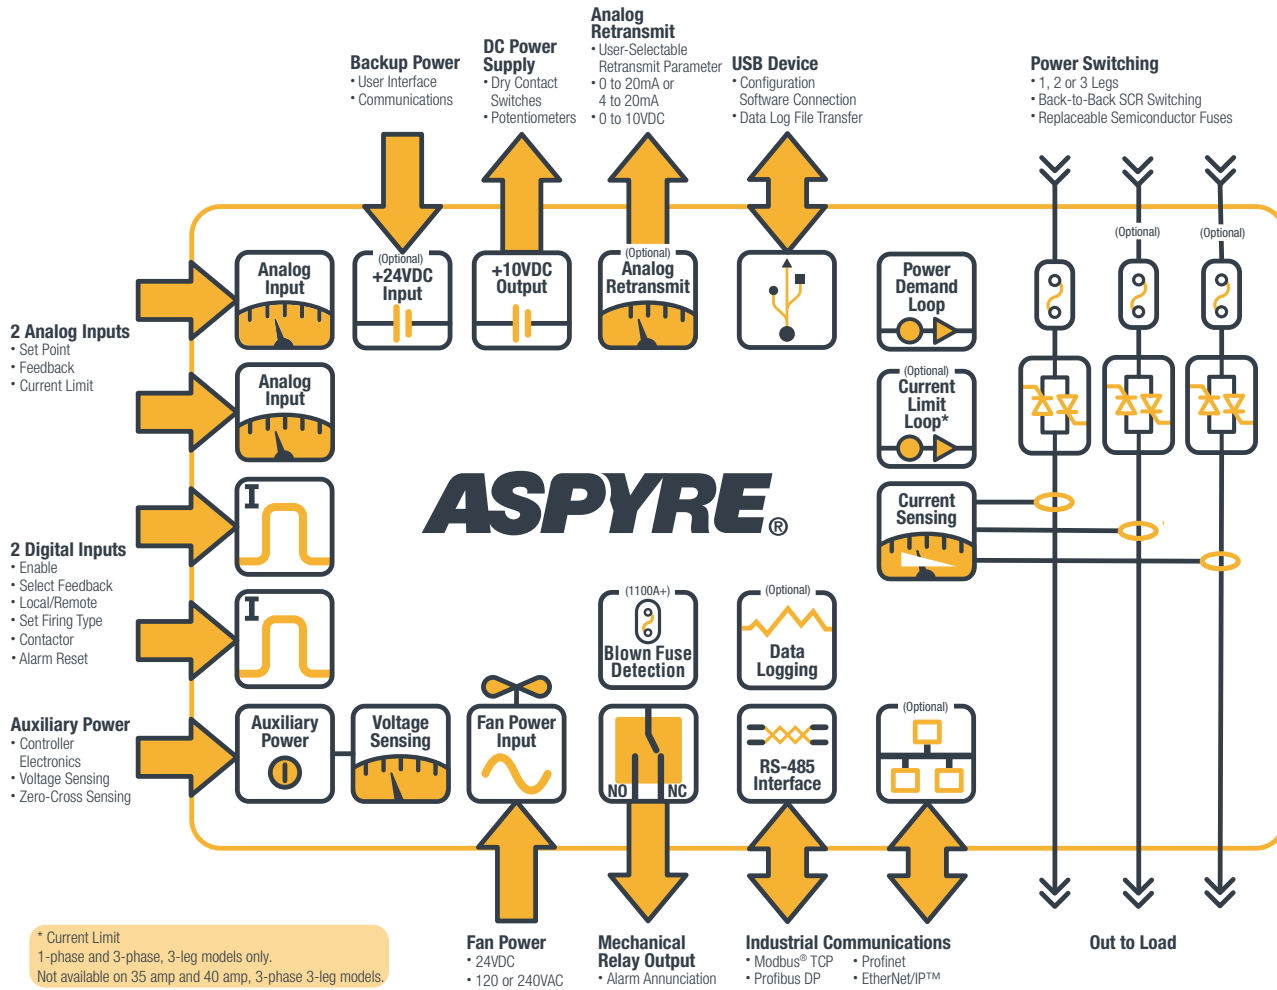 Backup Power
• User Interface
• Communications
DC Power
Supply
• Dry Contact
Switches
• Potentiometers
Analog
Retransmit
• User-Selectable
Retransmit Parameter
• 0 to 20mA or
4 to 20mA
• 0 to 10VDC
USB Device
• Configuration
Software Connection
• Data Log File Transfer
Power Switching
• 1, 2 or 3 Legs
• Back-to-Back SCR Switching
• Replaceable Semiconductor Fuses
2 Analog Inputs
• Set Point
• Feedback
• Current Limit
Analog
Input
(Optional)
+24VDC
Input
+10VDC
Output
(Optional)
Analog
Retransmit
Power
Demand
Loop
(Optional)
(Optional)
Analog
Input
(Optional)
Current
Limit
Loop*
2 Digital Inputs
• Enable
• Select Feedback
• Local/Remote
• Set Firing Type
• Contactor
• Alarm Reset
I
I
ASPYRE®
Current
Sensing
(1100A+)
Blown Fuse
Detection
(Optional)
Data
Logging
Auxiliary Power
• Controller
Electronics
• Voltage Sensing
• Zero-Cross Sensing
Auxiliary
Power
Voltage
Sensing
Fan Power
Input
NO
NC
RS-485
Interface
(Optional)
* Current Limit
1-phase and 3-phase, 3-leg models only.
Not available on 35 amp and 40 amp, 3-phase 3-leg models.
Fan Power
• 24VDC
• 120 or 240VAC
Mechanical
Relay Output
• Alarm Annunciation
Industrial Communications
• Modbus® TCP
• Profibus DP
• Profinet
• EtherNet/IP™
Out to Load